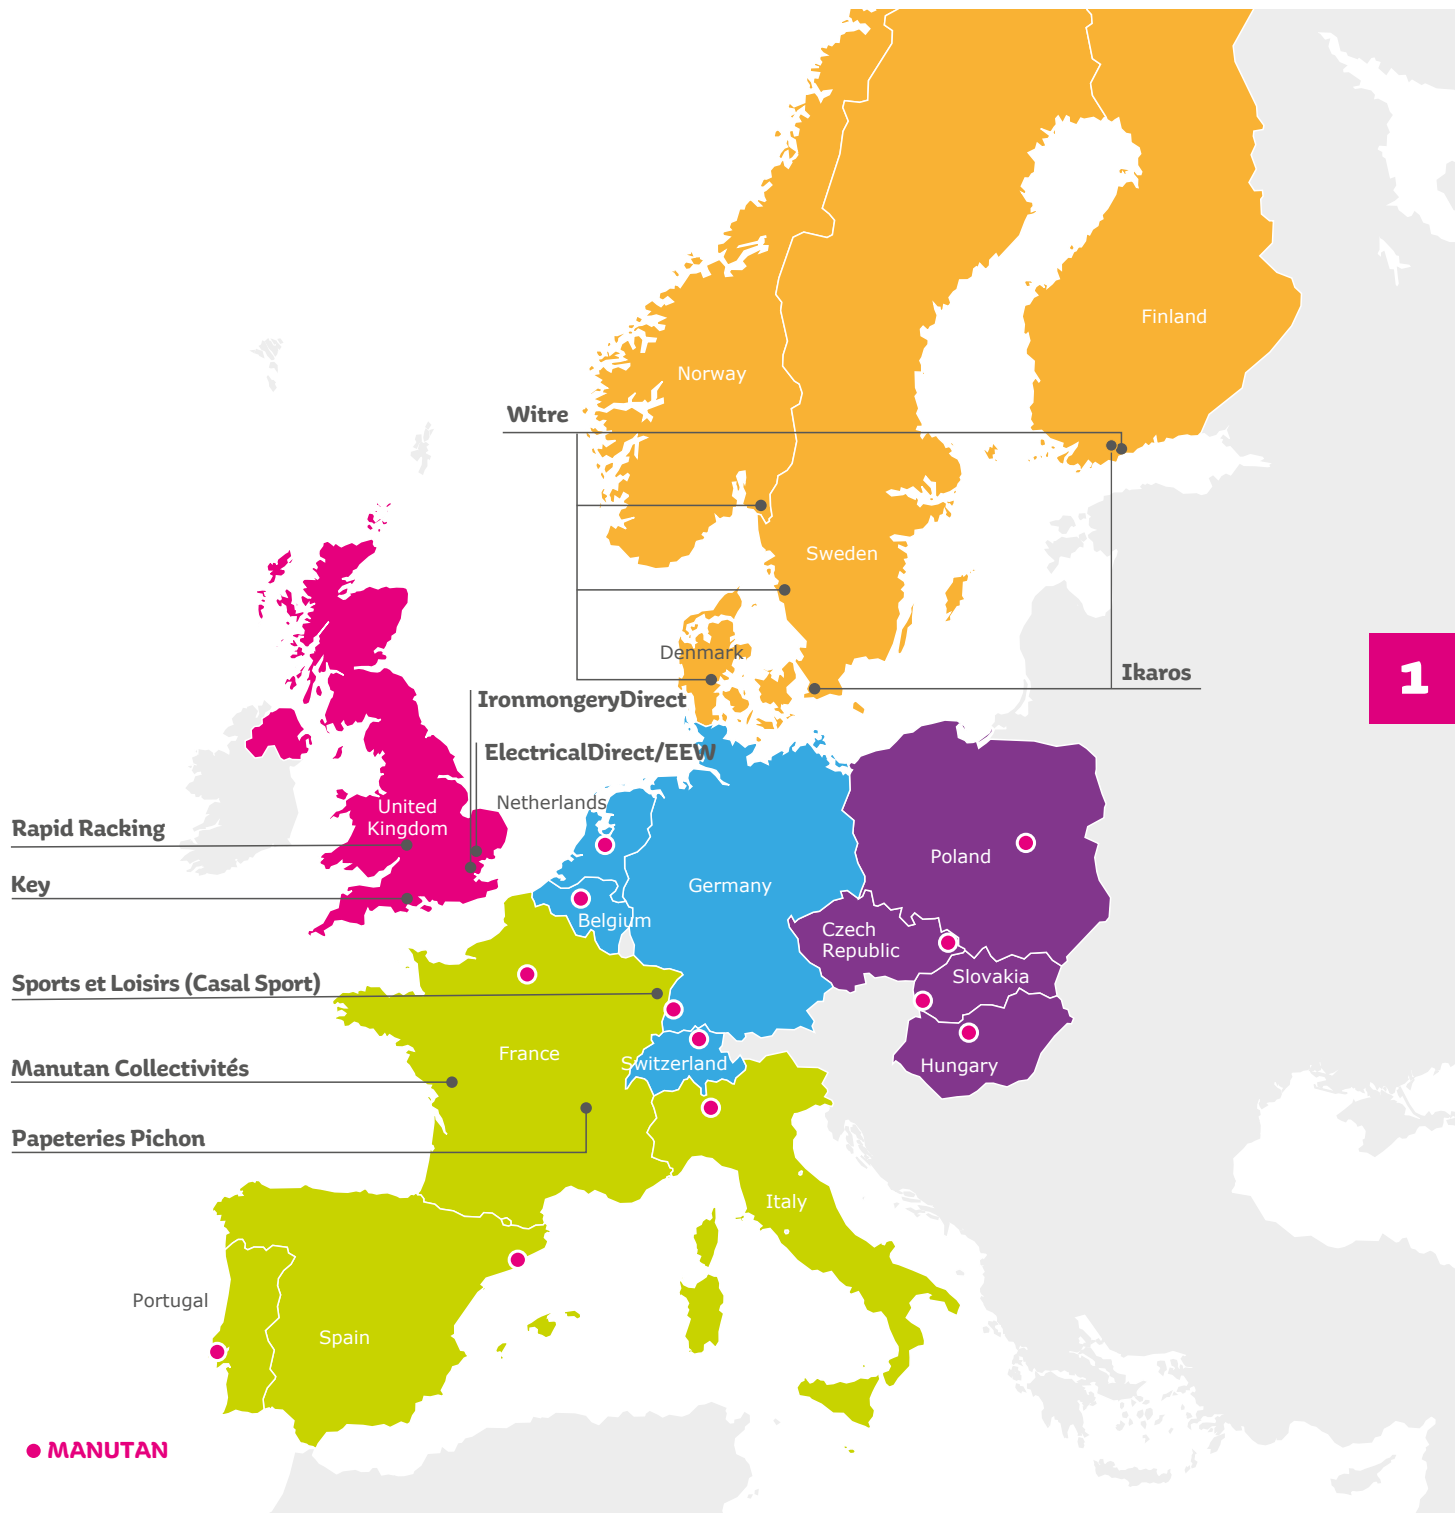 Finland
Norway
Witre
Sweden
Denmark
Ikaros
1
IronmongeryDirect
ElectricalDirect/EEW
Netherlands
United
Kingdom
Rapid Racking
Poland
Key
Germany
Belgium
Czech
Republic
Slovakia
Sports et Loisirs (Casal Sport)
France
Switzerland
Hungary
Manutan Collectivités
Papeteries Pichon
Italy
Portugal
Spain
MANUTAN